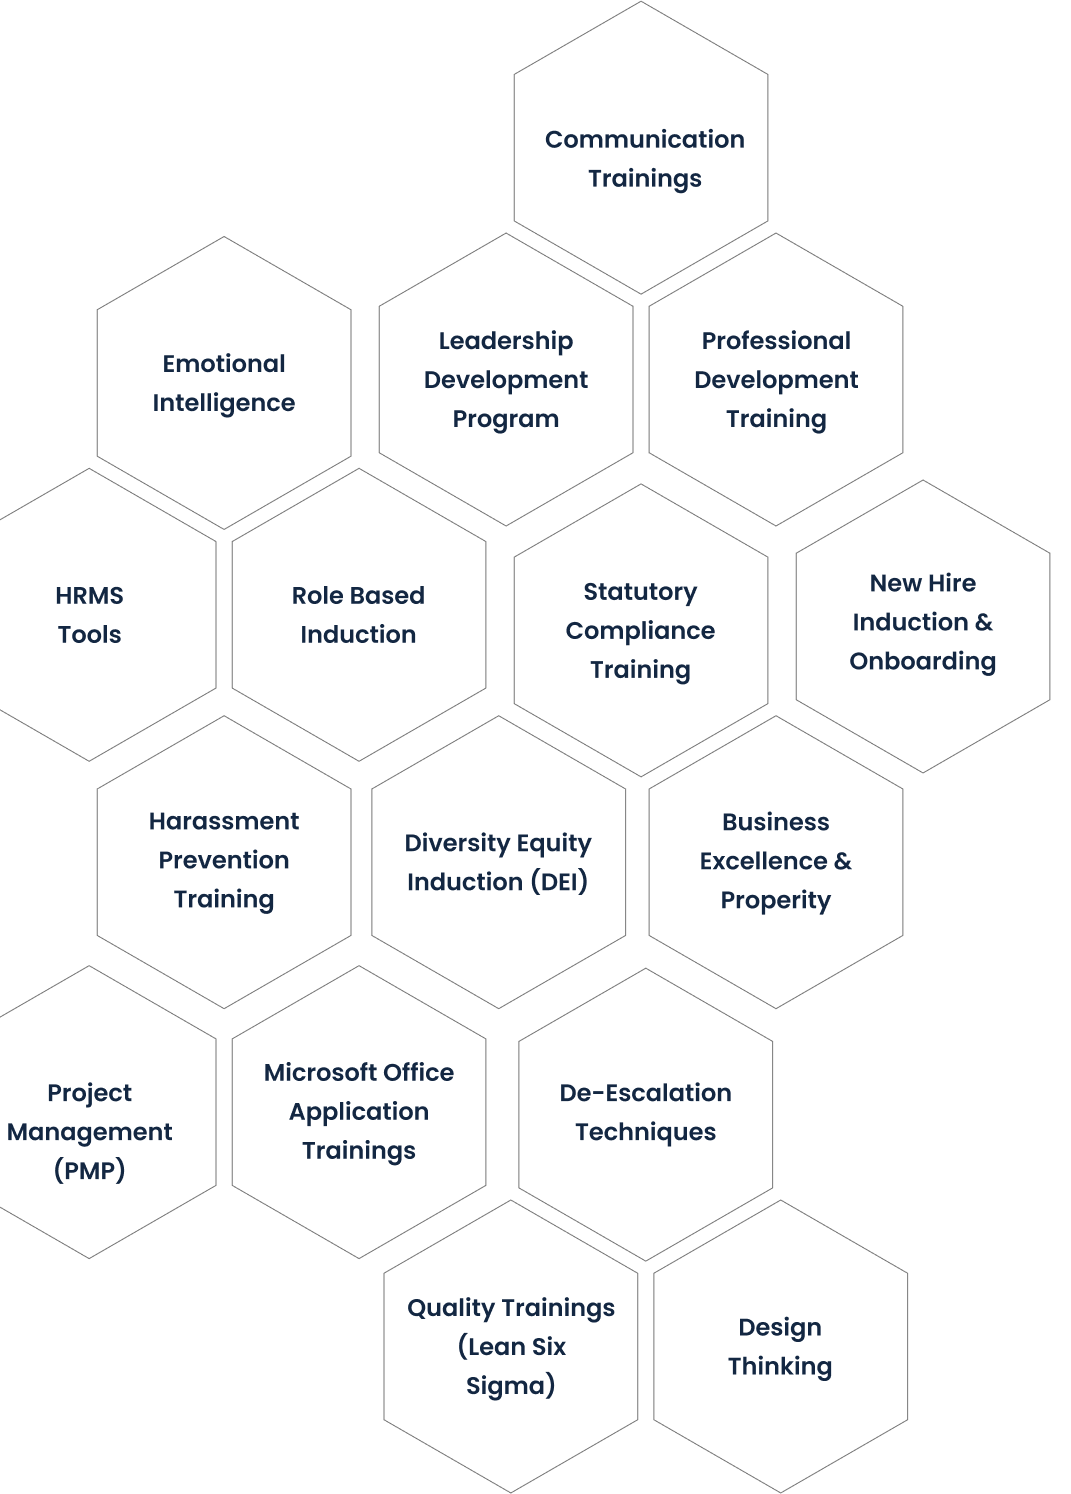 Communication
Trainings
Emotional
Intelligence
Leadership
Development
Program
Professional
Development
Training
HRMS
Tools
Role Based
Induction
Statutory
Compliance
Training
New Hire
Induction &
Onboarding
Harassment
Prevention
Training
Diversity Equity
Induction (DEI)
Business
Excellence &
Properity
Project
Management
(PMP)
Microsoft Office
Application
Trainings
De-Escalation
Techniques
Quality Trainings
(Lean Six
Sigma)
Design
Thinking